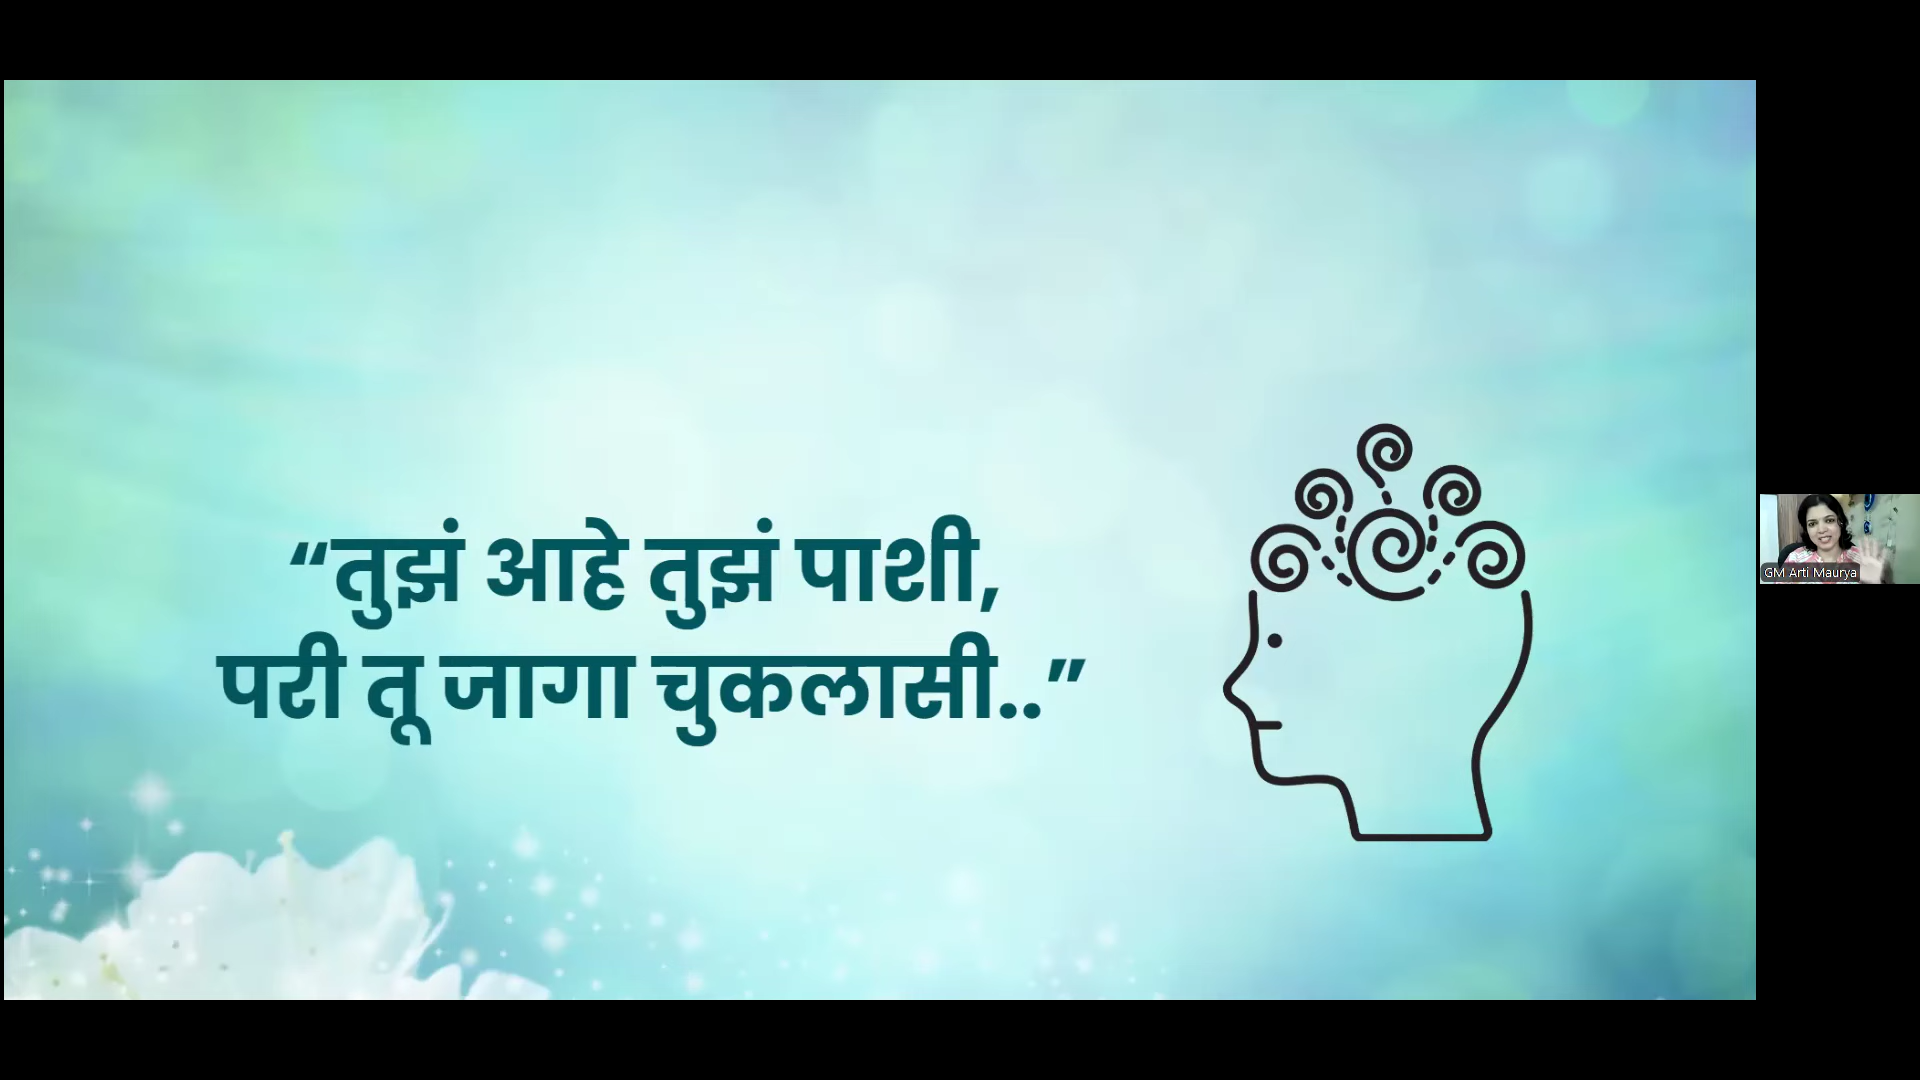 “तुझं आहे तुझं पाशी,
परी तू जागा चुकलासी..”
GM Arti Maurya